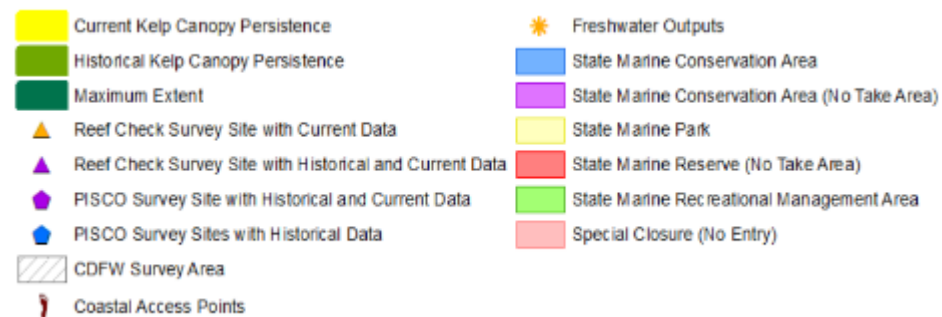 Current Kelp Canopy Persistence
Historical Kelp Canopy Persistence
Maximum Extent
Reef Check Survey Site with Current Data
Reef Check Survey Site with Historical and Current Data
PISCO Survey Site with Historical and Current Data
PISCO Survey Sites with Historical Data
CDFW Survey Area
Coastal Access Points
Freshwater Outputs
State Marine Conservation Area
State Marine Conservation Area (No Take Area)
State Marine Park
State Marine Reserve (No Take Area)
State Marine Recreational Management Area
Special Closure (No Entry)